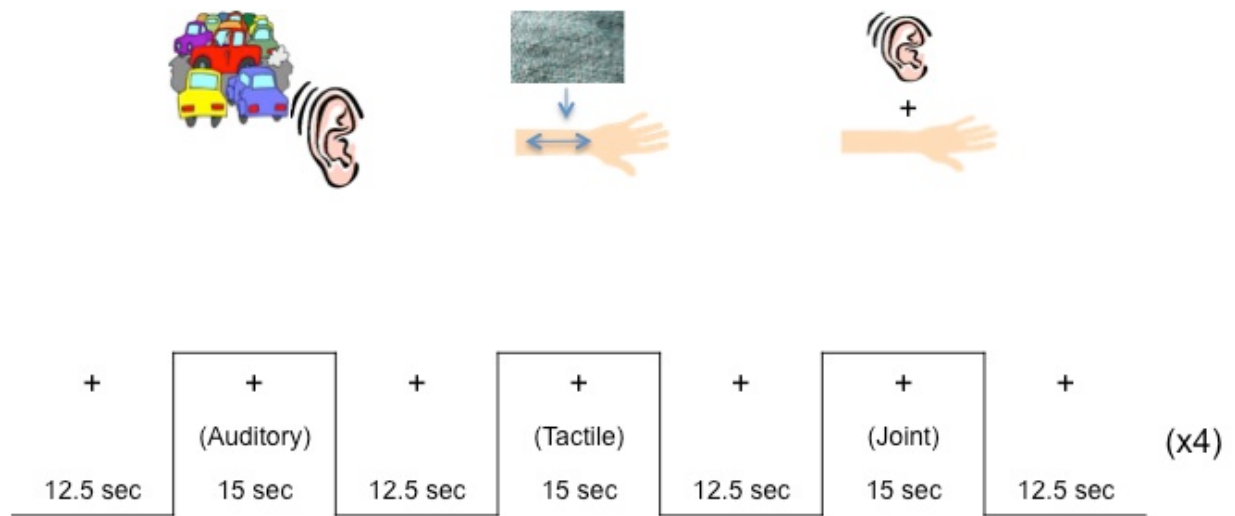 +
+ + + + + + +
(Auditory) (Tactile) (Joint) (x4)
12.5 sec 15 sec 12.5 sec 15 sec 12.5 sec 15 sec 12.5 sec